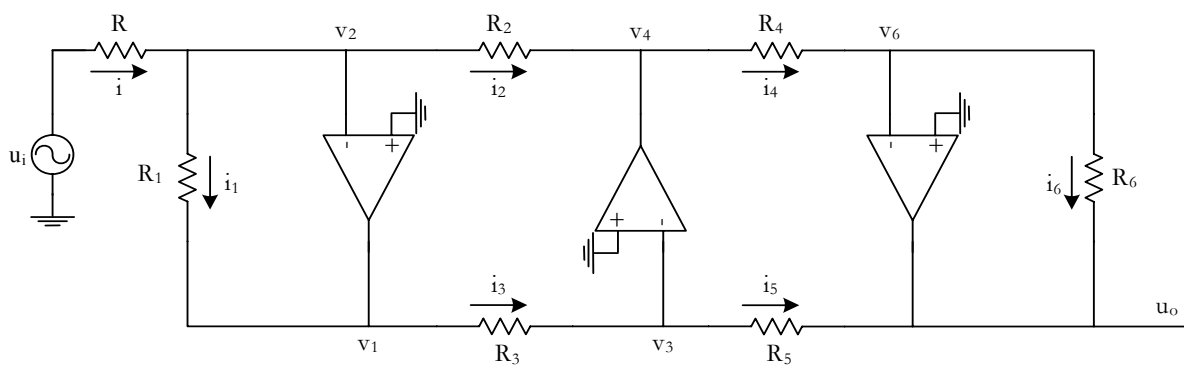 R v₂ R₂ v₄ R₄ v₆
i i₂ i₄
- + - +
uᵢ R₁ i₁ i₆ R₆
+ -
i₃ i₅
uₒ
v₁ R₃ v₃ R₅